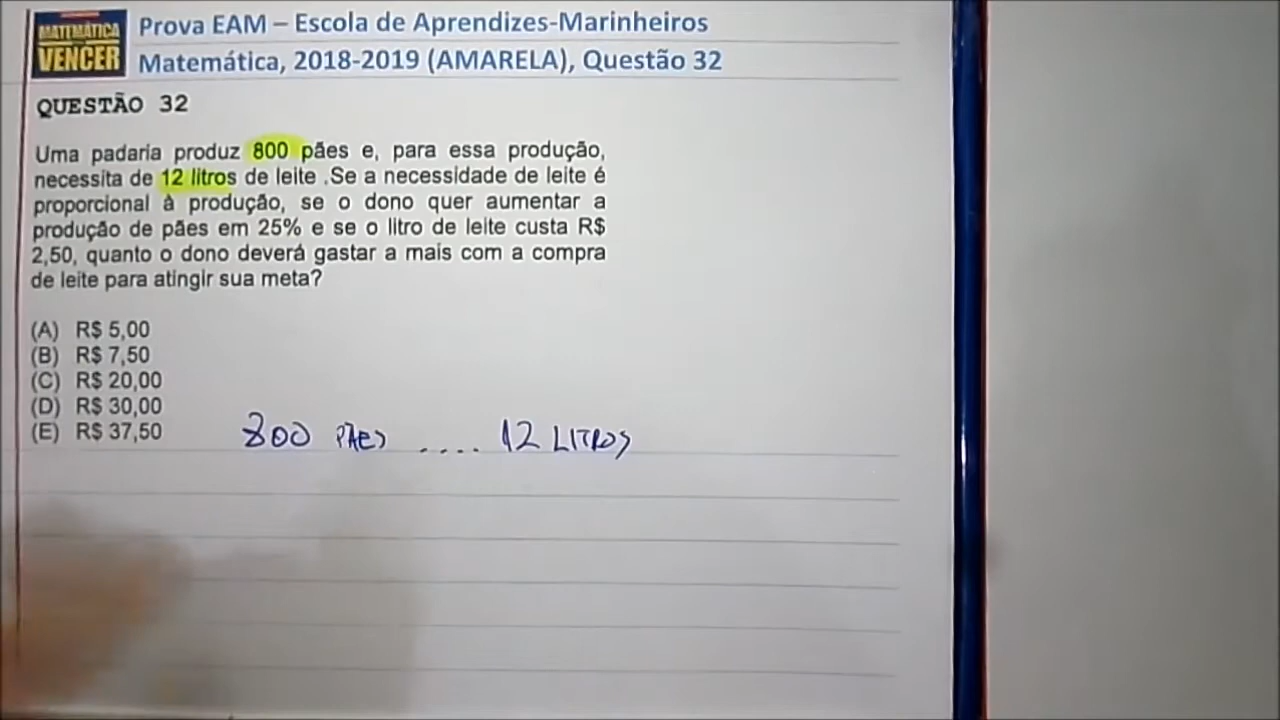 MATEMÁTICA
VENCER
Prova EAM – Escola de Aprendizes-Marinheiros
Matemática, 2018-2019 (AMARELA), Questão 32
QUESTÃO 32
Uma padaria produz 800 pães e, para essa produção,
necessita de 12 litros de leite .Se a necessidade de leite é
proporcional à produção, se o dono quer aumentar a
produção de pães em 25% e se o litro de leite custa R$
2,50, quanto o dono deverá gastar a mais com a compra
de leite para atingir sua meta?
(A) R$ 5,00
(B) R$ 7,50
(C) R$ 20,00
(D) R$ 30,00
(E) R$ 37,50
800 PÃES .... 12 LITROS